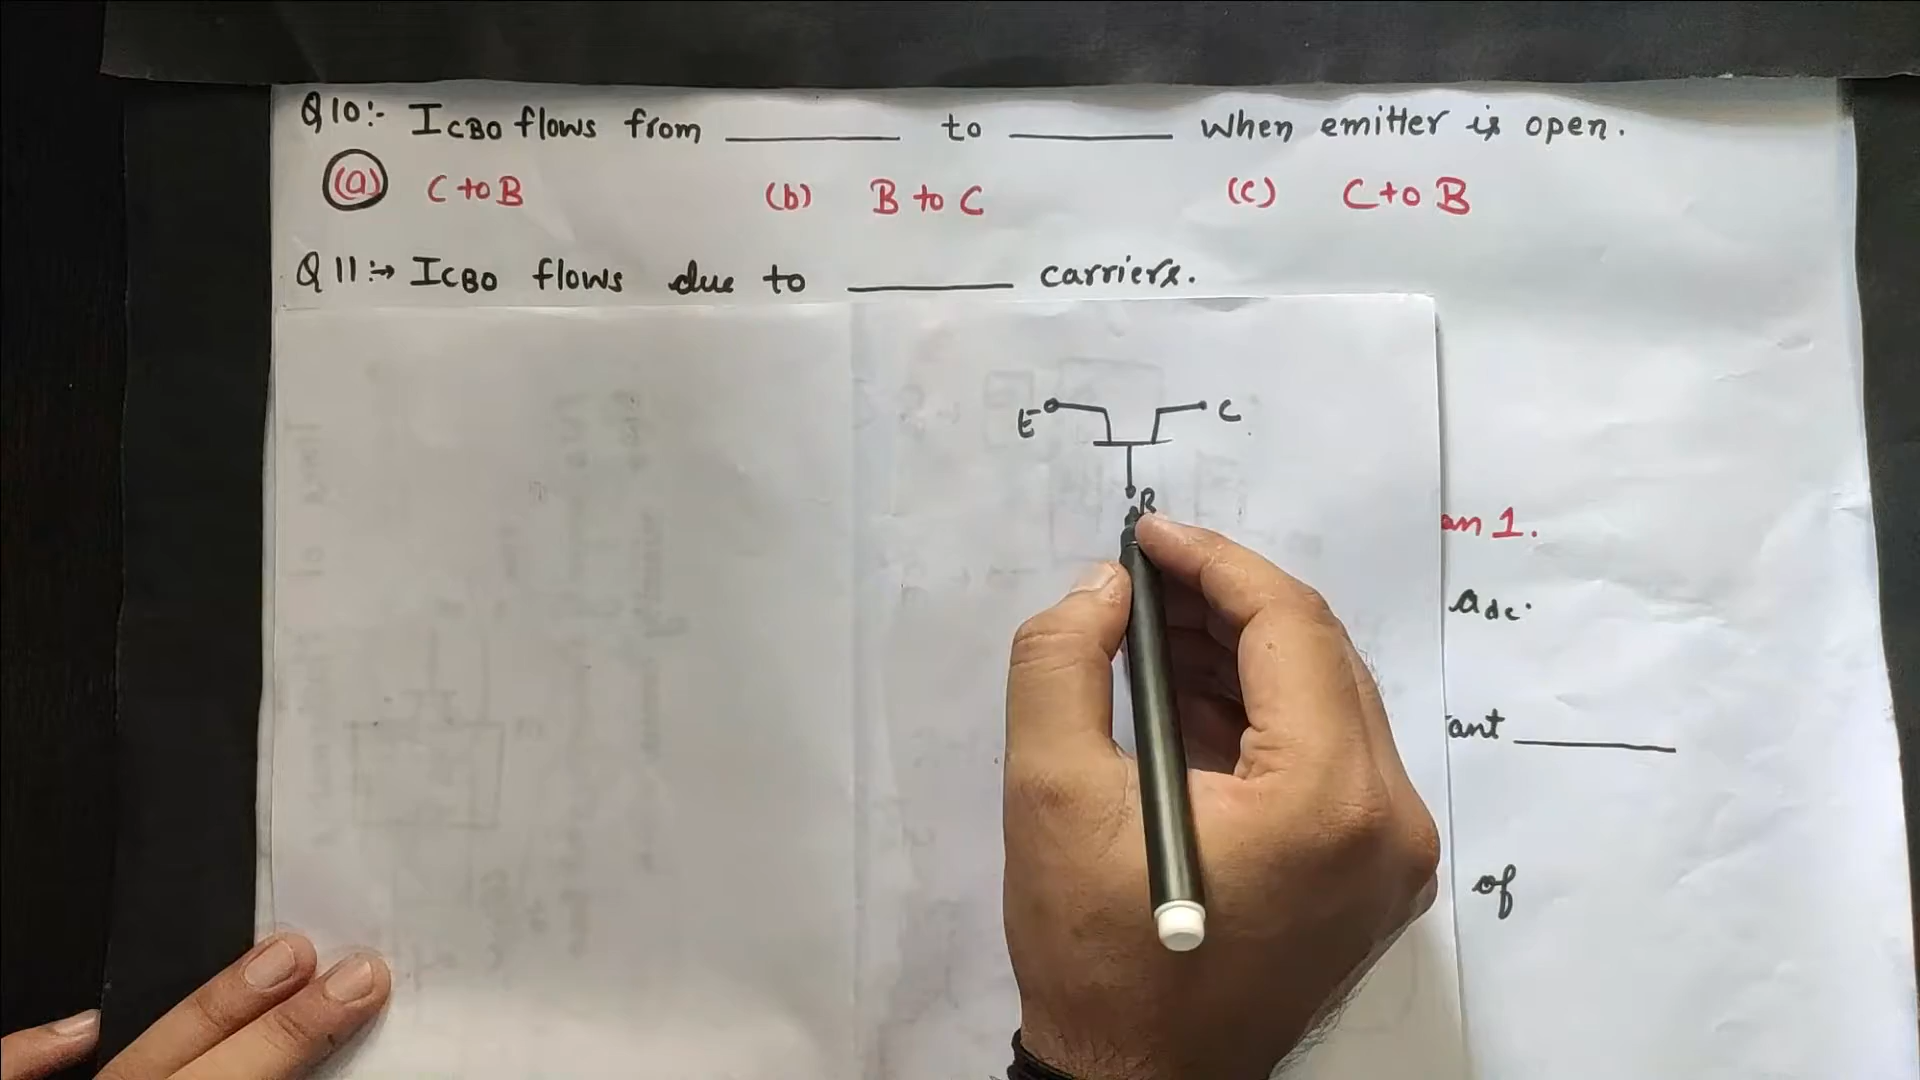 Q10:- ICBO flows from ________ to ________ When emitter is open.
(a) C to B (b) B to C (c) C to B
Q11:→ ICBO flows due to ________ carriers.
E C
B
an 1.
ant ________
of